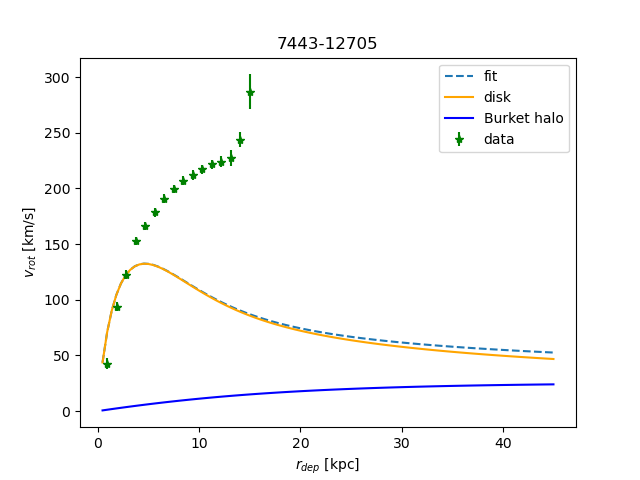 7443-12705
300
250
200
150
100
50
0
v_rot [km/s]
fit
disk
Burket halo
data
0 10 20 30 40
r_dep [kpc]